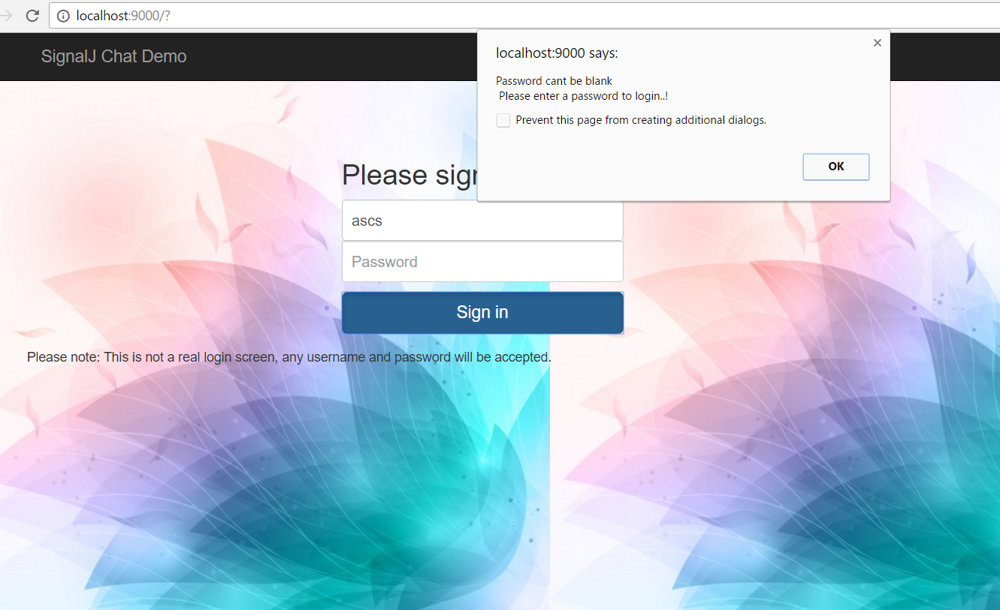 localhost:9000/?
SignalJ Chat Demo
localhost:9000 says:
Password cant be blank
Please enter a password to login..!
Prevent this page from creating additional dialogs.
OK
Please sign
ascs
Password
Sign in
Please note: This is not a real login screen, any username and password will be accepted.